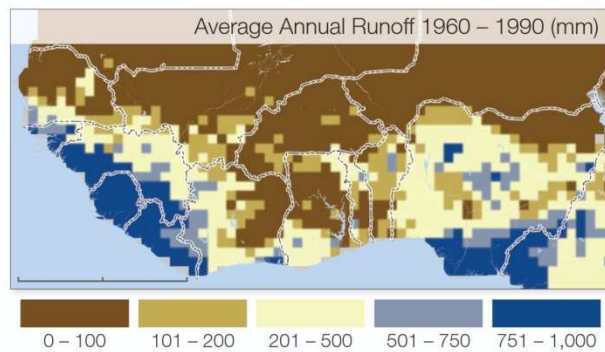 Average Annual Runoff 1960 – 1990 (mm)
0 – 100
101 – 200
201 – 500
501 – 750
751 – 1,000